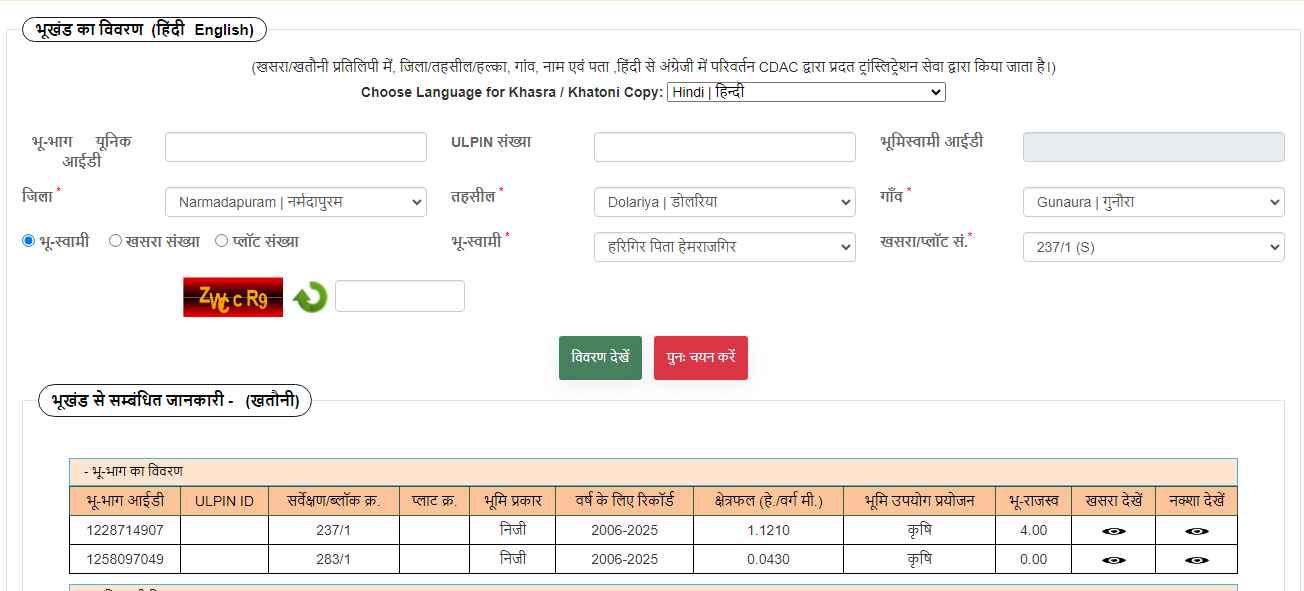 भूखंड का विवरण (हिंदी English)
(खसरा/खतौनी प्रतिलिपी में, जिला/तहसील/हल्का, गांव, नाम एवं पता ,हिंदी से अंग्रेजी में परिवर्तन CDAC द्वारा प्रदत ट्रांस्लिट्रेशन सेवा द्वारा किया जाता है।)
Choose Language for Khasra / Khatoni Copy: Hindi | हिन्दी
भू-भाग यूनिक आईडी
ULPIN संख्या
भूमिस्वामी आईडी
जिला * Narmadapuram | नर्मदापुरम
तहसील * Dolariya | डोलरिया
गाँव * Gunaura | गुनौरा
भू-स्वामी खसरा संख्या प्लॉट संख्या
भू-स्वामी * हरिगिर पिता हेमराजगिर
खसरा/प्लॉट सं.* 237/1 (S)
ZWCcR9
विवरण देखें पुनः चयन करें
भूखंड से सम्बंधित जानकारी - (खतौनी)
- भू-भाग का विवरण
भू-भाग आईडी ULPIN ID सर्वेक्षण/ब्लॉक क्र. प्लाट क्र. भूमि प्रकार वर्ष के लिए रिकॉर्ड क्षेत्रफल (हे./वर्ग मी.) भूमि उपयोग प्रयोजन भू-राजस्व खसरा देखें नक्शा देखें
1228714907 237/1 निजी 2006-2025 1.1210 कृषि 4.00
1258097049 283/1 निजी 2006-2025 0.0430 कृषि 0.00